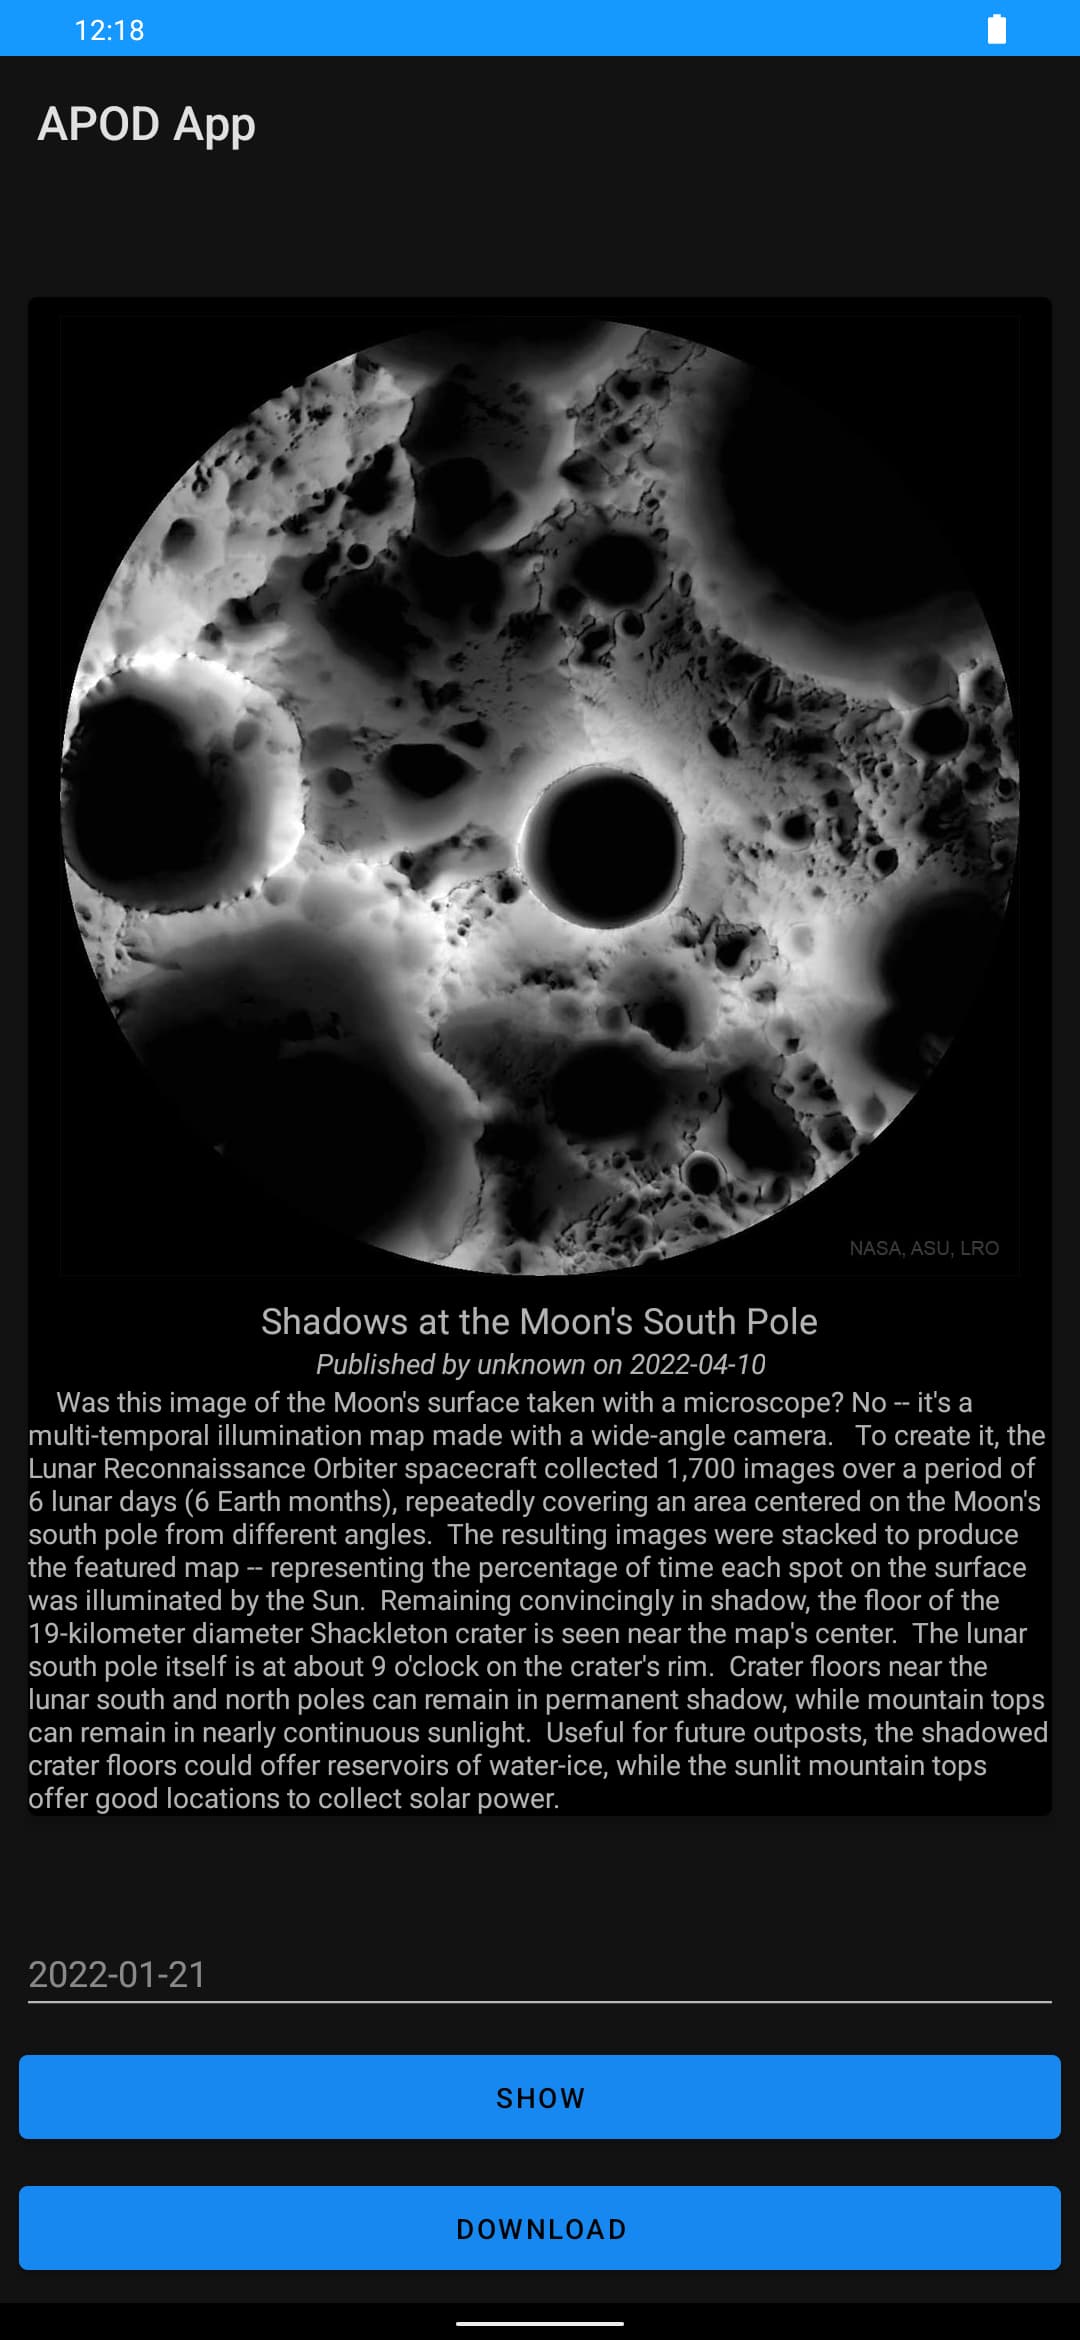 12:18
APOD App
NASA, ASU, LRO
Shadows at the Moon's South Pole
Published by unknown on 2022-04-10
Was this image of the Moon's surface taken with a microscope? No -- it's a
multi-temporal illumination map made with a wide-angle camera.   To create it, the
Lunar Reconnaissance Orbiter spacecraft collected 1,700 images over a period of
6 lunar days (6 Earth months), repeatedly covering an area centered on the Moon's
south pole from different angles.  The resulting images were stacked to produce
the featured map -- representing the percentage of time each spot on the surface
was illuminated by the Sun.  Remaining convincingly in shadow, the floor of the
19-kilometer diameter Shackleton crater is seen near the map's center.  The lunar
south pole itself is at about 9 o'clock on the crater's rim.  Crater floors near the
lunar south and north poles can remain in permanent shadow, while mountain tops
can remain in nearly continuous sunlight.  Useful for future outposts, the shadowed
crater floors could offer reservoirs of water-ice, while the sunlit mountain tops
offer good locations to collect solar power.
2022-01-21
SHOW
DOWNLOAD